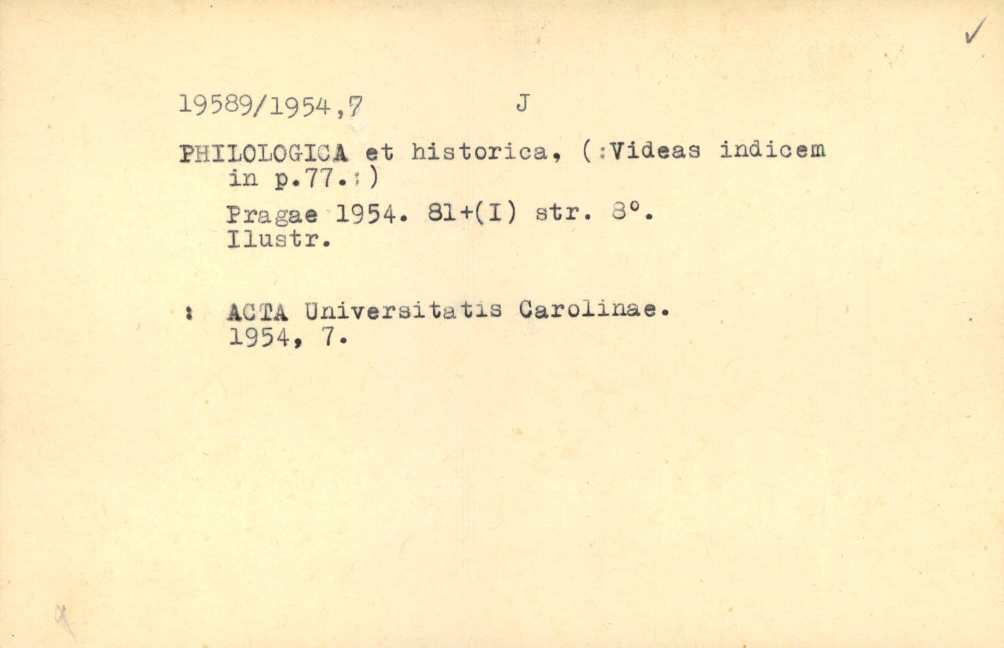 19589/1954,7 J
PHILOLOGICA et historica, (:Videas indicem
in p.77.:)
Pragae 1954. 81+(I) str. 8°.
Ilustr.
: ACTA Universitatis Carolinae.
1954, 7.